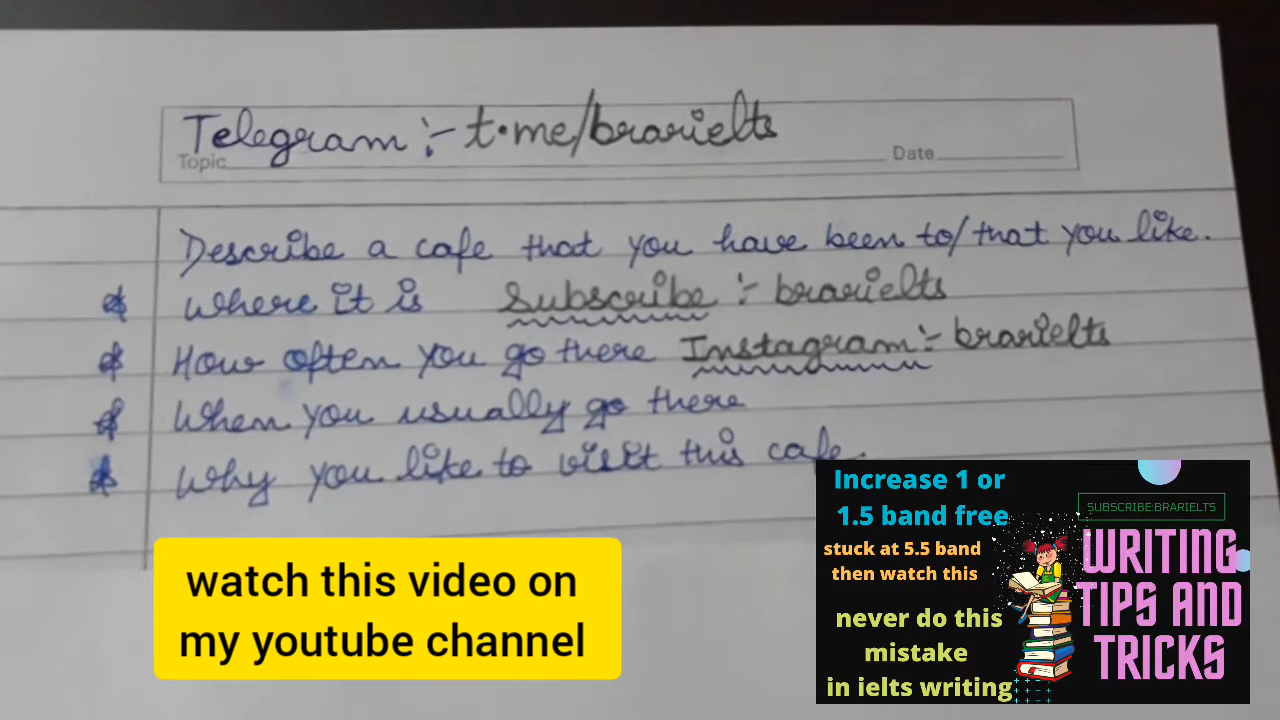 Telegram :- t.me/brarielts
Topic
Date
Describe a cafe that you have been to/that you like.
* Where it is Subscribe :- brarielts
* How often you go there Instagram :- brarielts
* When you usually go there
* Why you like to visit this cafe.
watch this video on
my youtube channel
Increase 1 or
1.5 band free
stuck at 5.5 band
then watch this
never do this
mistake
in ielts writing
SUBSCRIBE:BRARIELTS
WRITING
TIPS AND
TRICKS